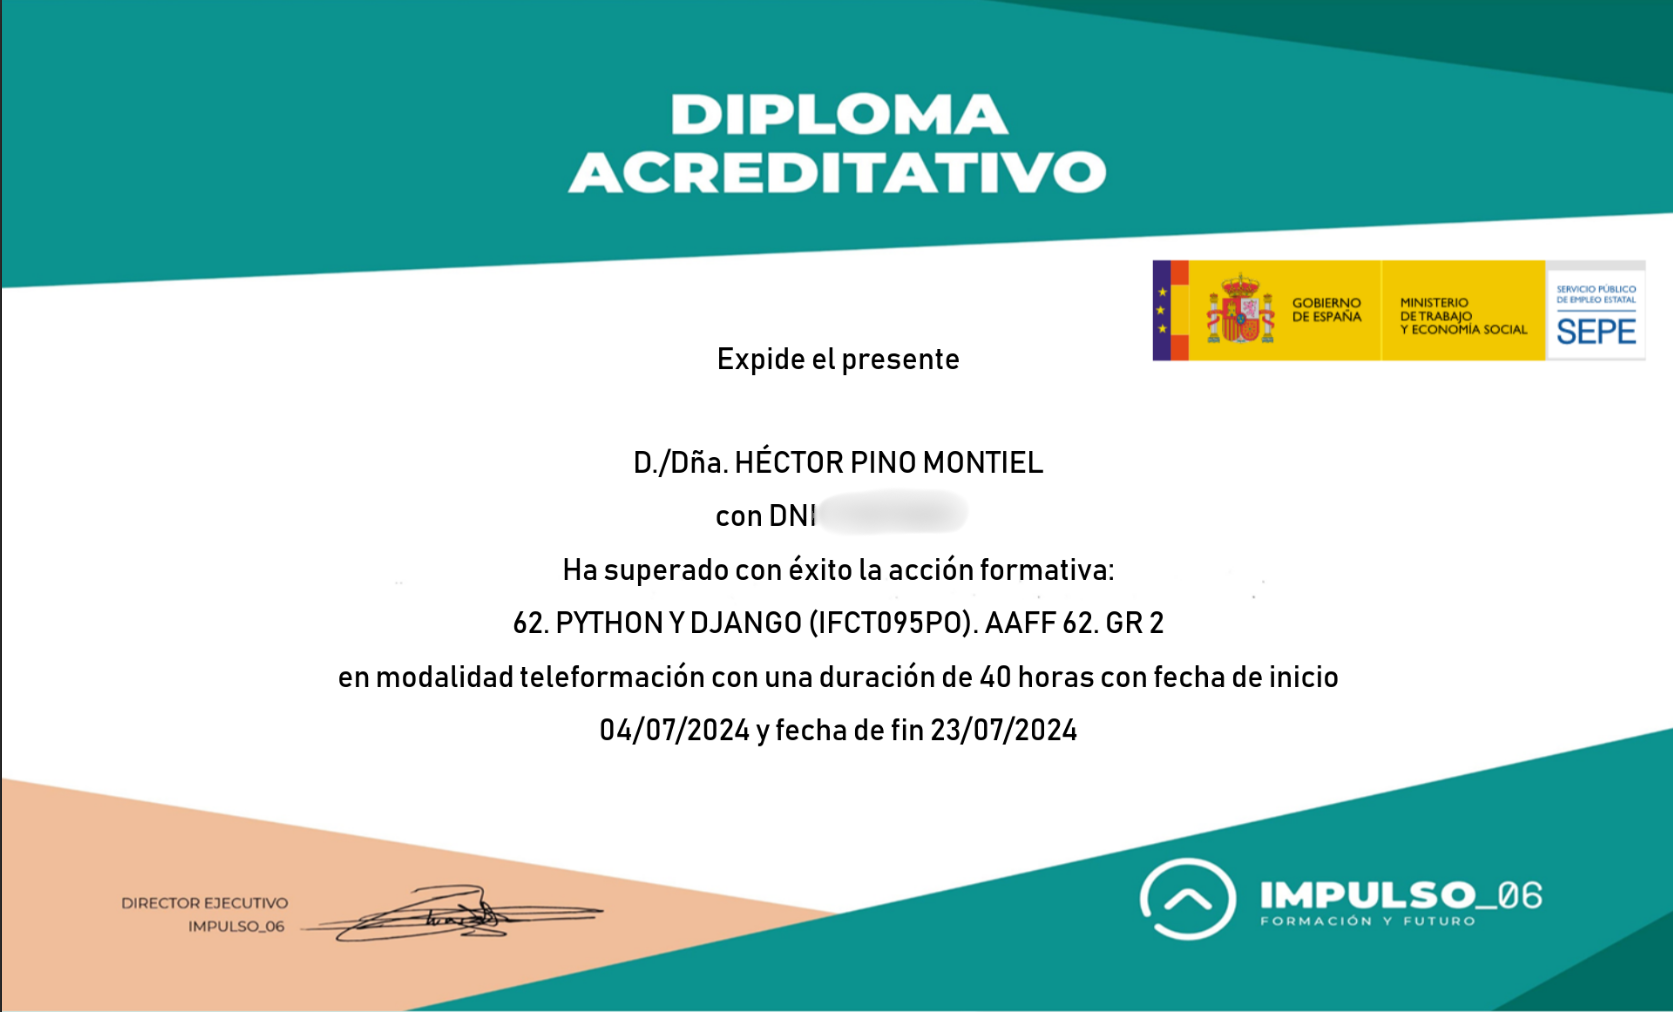 DIPLOMA
ACREDITATIVO
GOBIERNO
DE ESPAÑA
MINISTERIO
DE TRABAJO
Y ECONOMÍA SOCIAL
SERVICIO PÚBLICO
DE EMPLEO ESTATAL
SEPE
Expide el presente
D./Dña. HÉCTOR PINO MONTIEL
con DNI
Ha superado con éxito la acción formativa:
62. PYTHON Y DJANGO (IFCT095PO). AAFF 62. GR 2
en modalidad teleformación con una duración de 40 horas con fecha de inicio
04/07/2024 y fecha de fin 23/07/2024
DIRECTOR EJECUTIVO
IMPULSO_06
IMPULSO_06
FORMACIÓN Y FUTURO